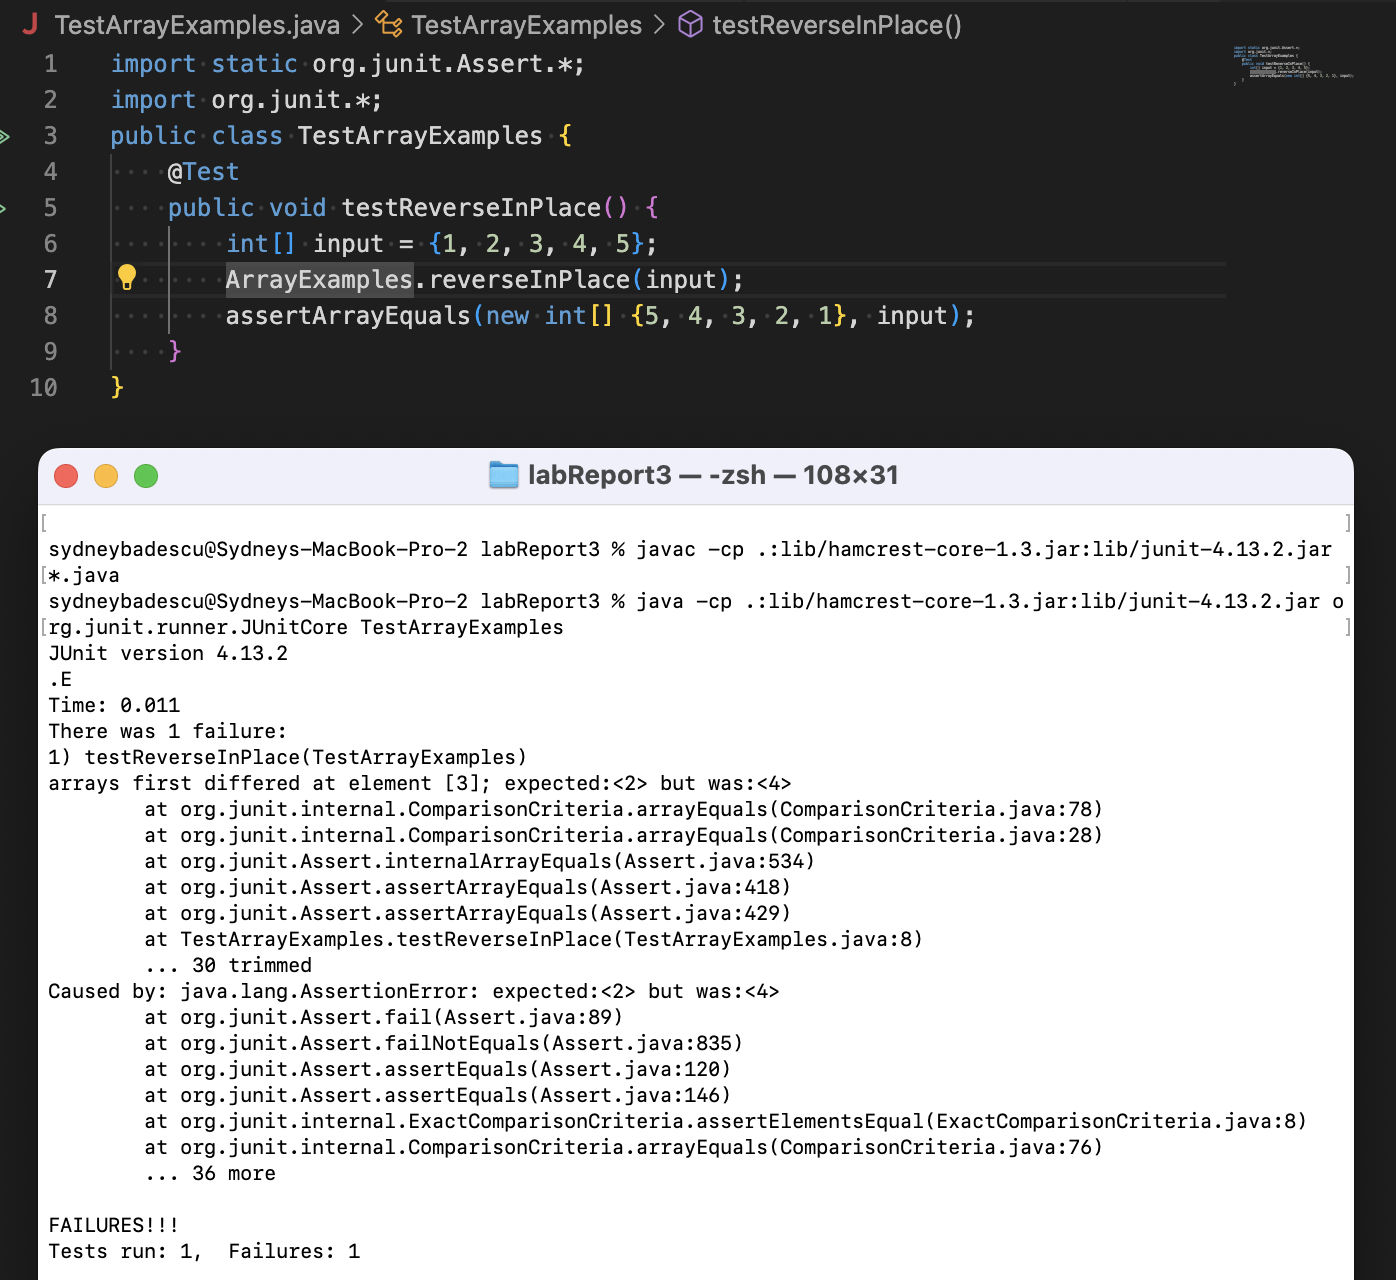 TestArrayExamples.java > TestArrayExamples > testReverseInPlace()
1 import static org.junit.Assert.*;
2 import org.junit.*;
3 public class TestArrayExamples {
4 @Test
5 public void testReverseInPlace() {
6 int[] input = {1, 2, 3, 4, 5};
7 ArrayExamples.reverseInPlace(input);
8 assertArrayEquals(new int[] {5, 4, 3, 2, 1}, input);
9 }
10 }
labReport3 — -zsh — 108×31
[ ]
sydneybadescu@Sydneys-MacBook-Pro-2 labReport3 % javac -cp .:lib/hamcrest-core-1.3.jar:lib/junit-4.13.2.jar
[*.java ]
sydneybadescu@Sydneys-MacBook-Pro-2 labReport3 % java -cp .:lib/hamcrest-core-1.3.jar:lib/junit-4.13.2.jar o
[rg.junit.runner.JUnitCore TestArrayExamples ]
JUnit version 4.13.2
.E
Time: 0.011
There was 1 failure:
1) testReverseInPlace(TestArrayExamples)
arrays first differed at element [3]; expected:<2> but was:<4>
at org.junit.internal.ComparisonCriteria.arrayEquals(ComparisonCriteria.java:78)
at org.junit.internal.ComparisonCriteria.arrayEquals(ComparisonCriteria.java:28)
at org.junit.Assert.internalArrayEquals(Assert.java:534)
at org.junit.Assert.assertArrayEquals(Assert.java:418)
at org.junit.Assert.assertArrayEquals(Assert.java:429)
at TestArrayExamples.testReverseInPlace(TestArrayExamples.java:8)
... 30 trimmed
Caused by: java.lang.AssertionError: expected:<2> but was:<4>
at org.junit.Assert.fail(Assert.java:89)
at org.junit.Assert.failNotEquals(Assert.java:835)
at org.junit.Assert.assertEquals(Assert.java:120)
at org.junit.Assert.assertEquals(Assert.java:146)
at org.junit.internal.ExactComparisonCriteria.assertElementsEqual(ExactComparisonCriteria.java:8)
at org.junit.internal.ComparisonCriteria.arrayEquals(ComparisonCriteria.java:76)
... 36 more
FAILURES!!!
Tests run: 1,  Failures: 1